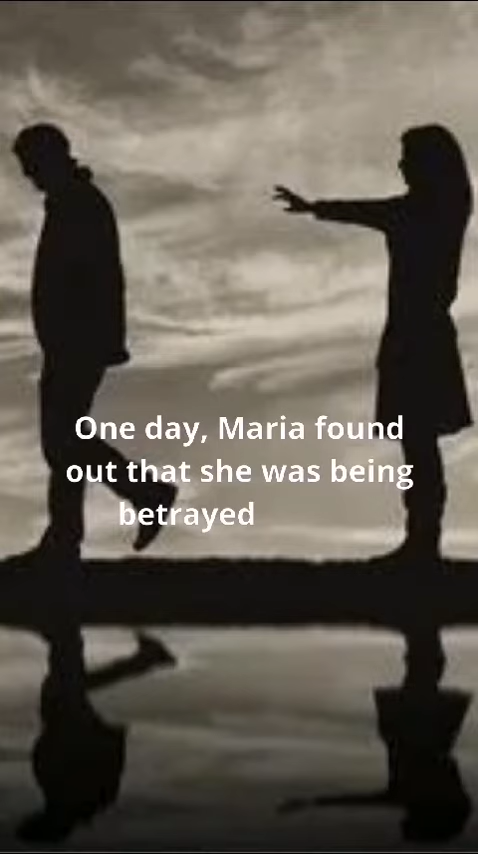 One day, Maria found
out that she was being
betrayed